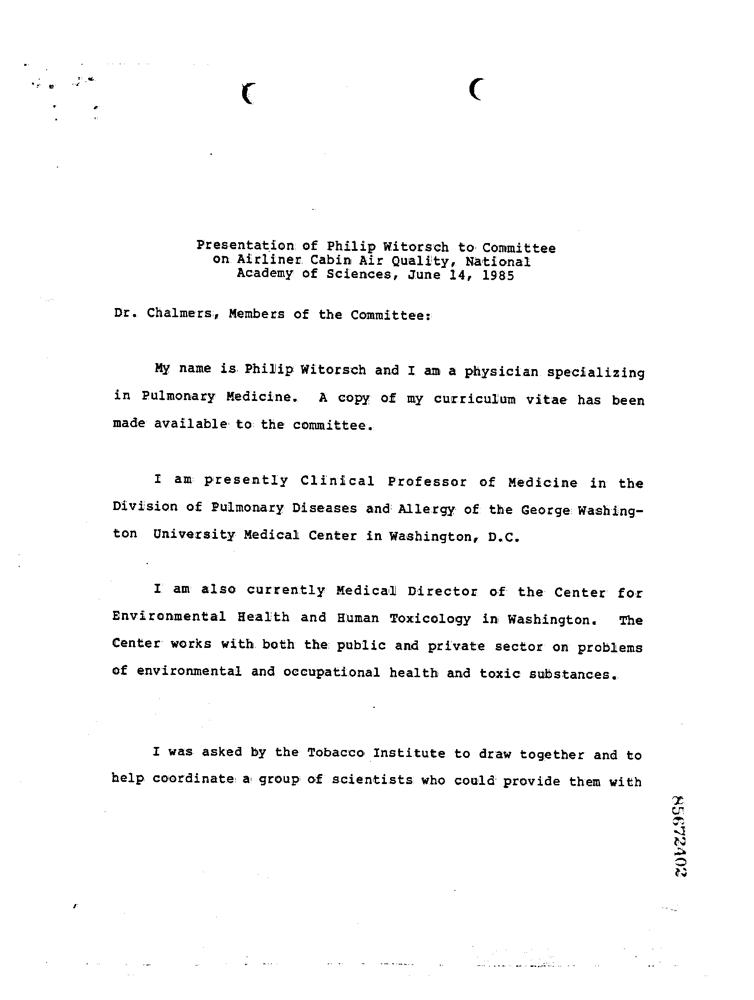 Presentation of Philip Witorsch to Committee
on Airliner Cabin Air Quality, National
Academy of Sciences, June 14, 1985
Dr. Chalmers, Members of the Committee:
My name is Philip Witorsch and I am a physician specializing
in Pulmonary Medicine. A copy of my curriculum vitae has been
made available to the committee.
I am presently Clinical Professor of Medicine in the
Division of Pulmonary Diseases and Allergy of the George Washing-
ton University Medical Center in Washington, D.C.
I am also currently Medical Director of the Center for
Environmental Health and Human Toxicology in Washington. The
Center works with both the public and private sector on problems
of environmental and occupational health and toxic substances.
I was asked by the Tobacco Institute to draw together and to
help coordinate a group of scientists who could provide them with
85672402